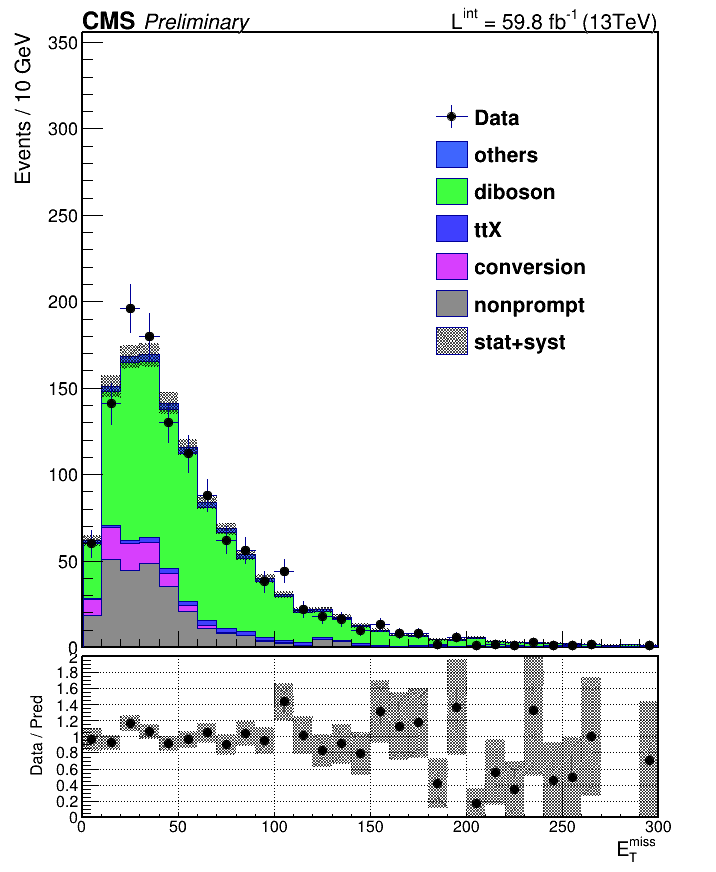 CMS Preliminary L^int = 59.8 fb^-1 (13TeV)
Events / 10 GeV
350
300
250
200
150
100
50
0
Data
others
diboson
ttX
conversion
nonprompt
stat+syst
Data / Pred
2
1.8
1.6
1.4
1.2
1
0.8
0.6
0.4
0.2
0
0 50 100 150 200 250 300
E_T^miss